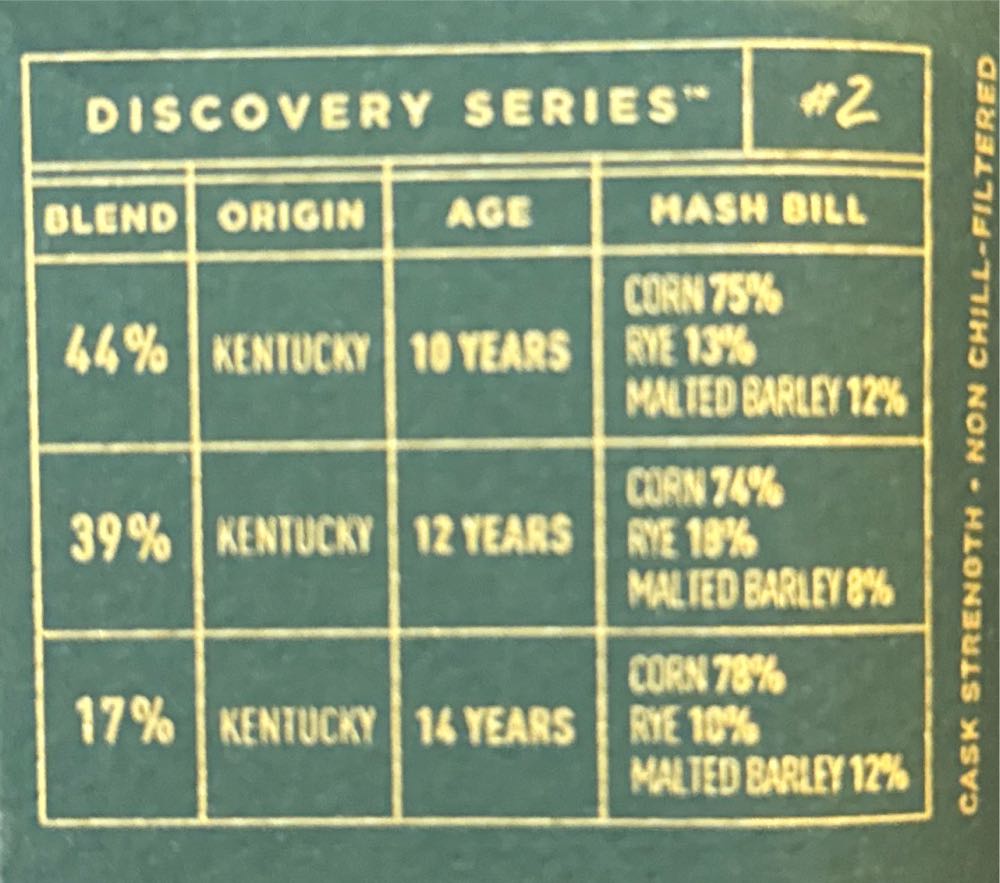 DISCOVERY SERIES™ #2
BLEND ORIGIN AGE MASH BILL
44% KENTUCKY 10 YEARS
CORN 75%
RYE 13%
MALTED BARLEY 12%
39% KENTUCKY 12 YEARS
CORN 74%
RYE 18%
MALTED BARLEY 8%
17% KENTUCKY 14 YEARS
CORN 78%
RYE 10%
MALTED BARLEY 12%
CASK STRENGTH • NON CHILL-FILTERED